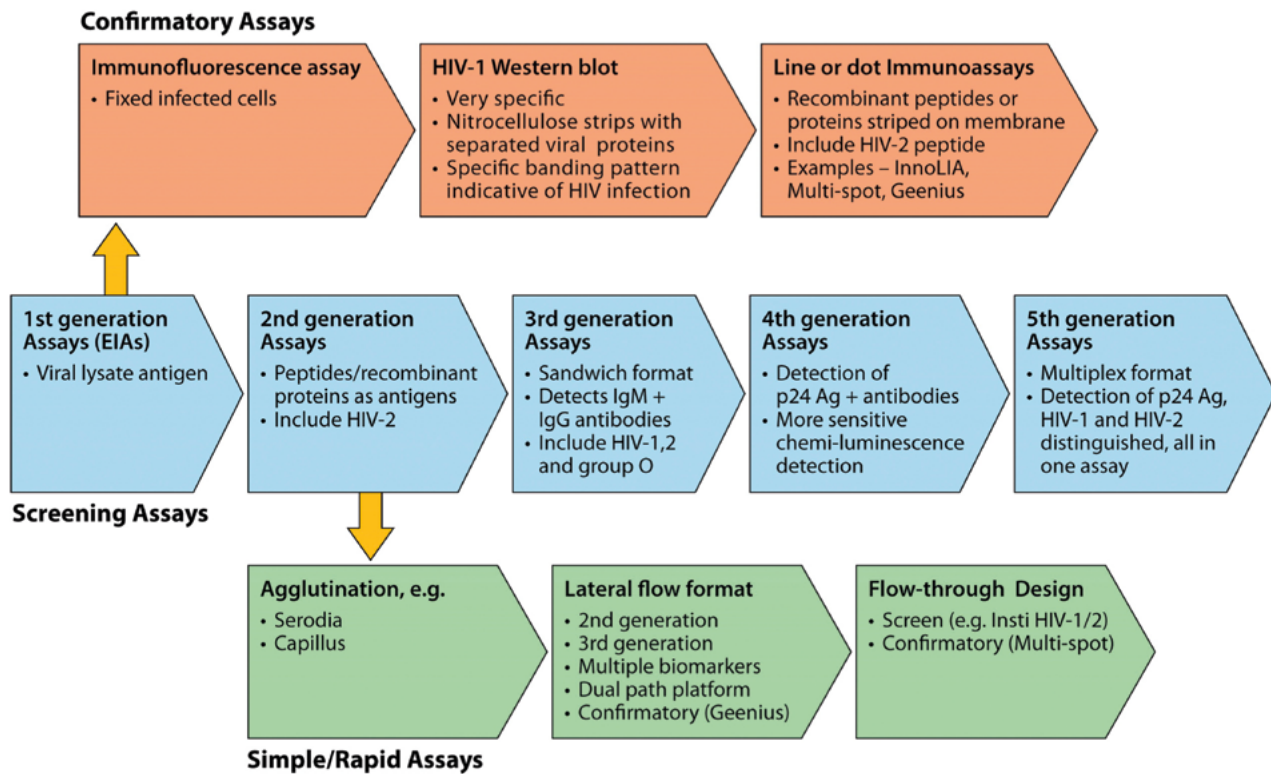 Confirmatory Assays
Immunofluorescence assay
• Fixed infected cells
HIV-1 Western blot
• Very specific
• Nitrocellulose strips with
separated viral proteins
• Specific banding pattern
indicative of HIV infection
Line or dot Immunoassays
• Recombinant peptides or
proteins striped on membrane
• Include HIV-2 peptide
• Examples – InnoLIA,
Multi-spot, Geenius
1st generation
Assays (EIAs)
• Viral lysate antigen
2nd generation
Assays
• Peptides/recombinant
proteins as antigens
• Include HIV-2
3rd generation
Assays
• Sandwich format
• Detects IgM +
IgG antibodies
• Include HIV-1,2
and group O
4th generation
Assays
• Detection of
p24 Ag + antibodies
• More sensitive
chemi-luminescence
detection
5th generation
Assays
• Multiplex format
• Detection of p24 Ag,
HIV-1 and HIV-2
distinguished, all in
one assay
Screening Assays
Agglutination, e.g.
• Serodia
• Capillus
Lateral flow format
• 2nd generation
• 3rd generation
• Multiple biomarkers
• Dual path platform
• Confirmatory (Geenius)
Flow-through Design
• Screen (e.g. Insti HIV-1/2)
• Confirmatory (Multi-spot)
Simple/Rapid Assays